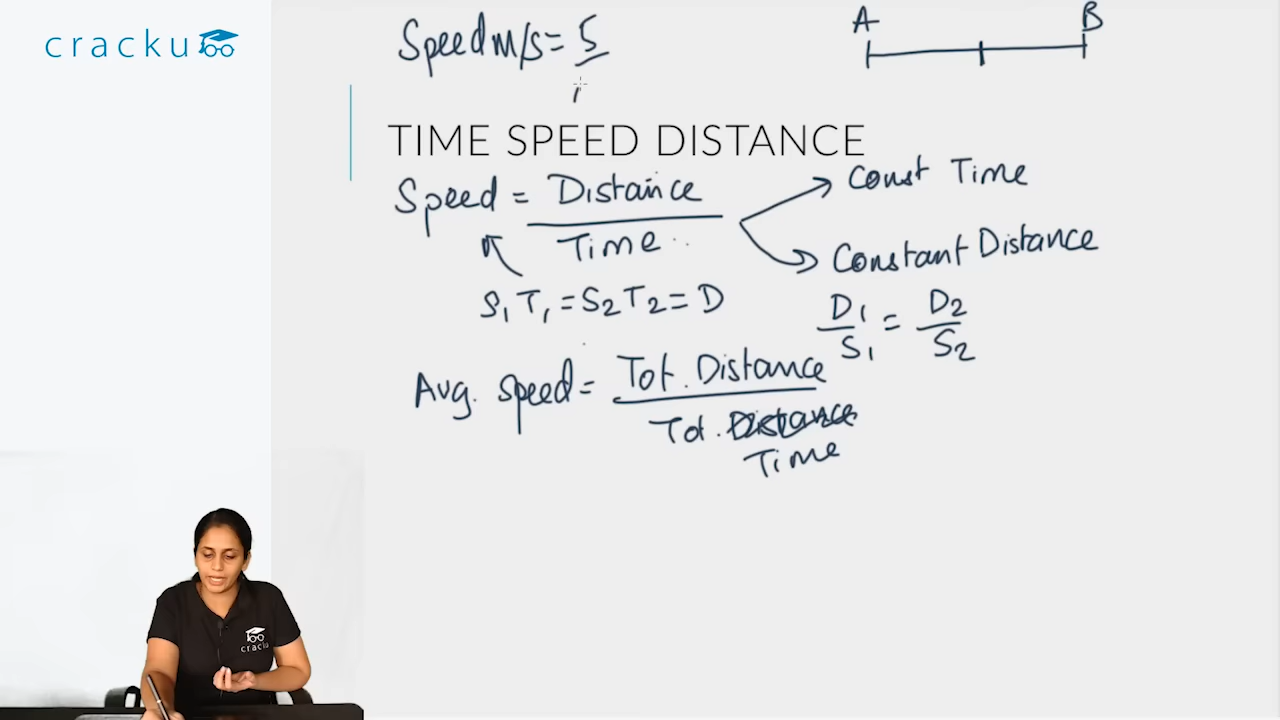 cracku
Speed m/s = 5
A B
TIME SPEED DISTANCE
Speed = Distance
Time
Const Time
Constant Distance
S₁T₁ = S₂T₂ = D
D₁ = D₂
S₁ S₂
Avg. Speed = Tot. Distance
Tot. Distance
Time
cracku